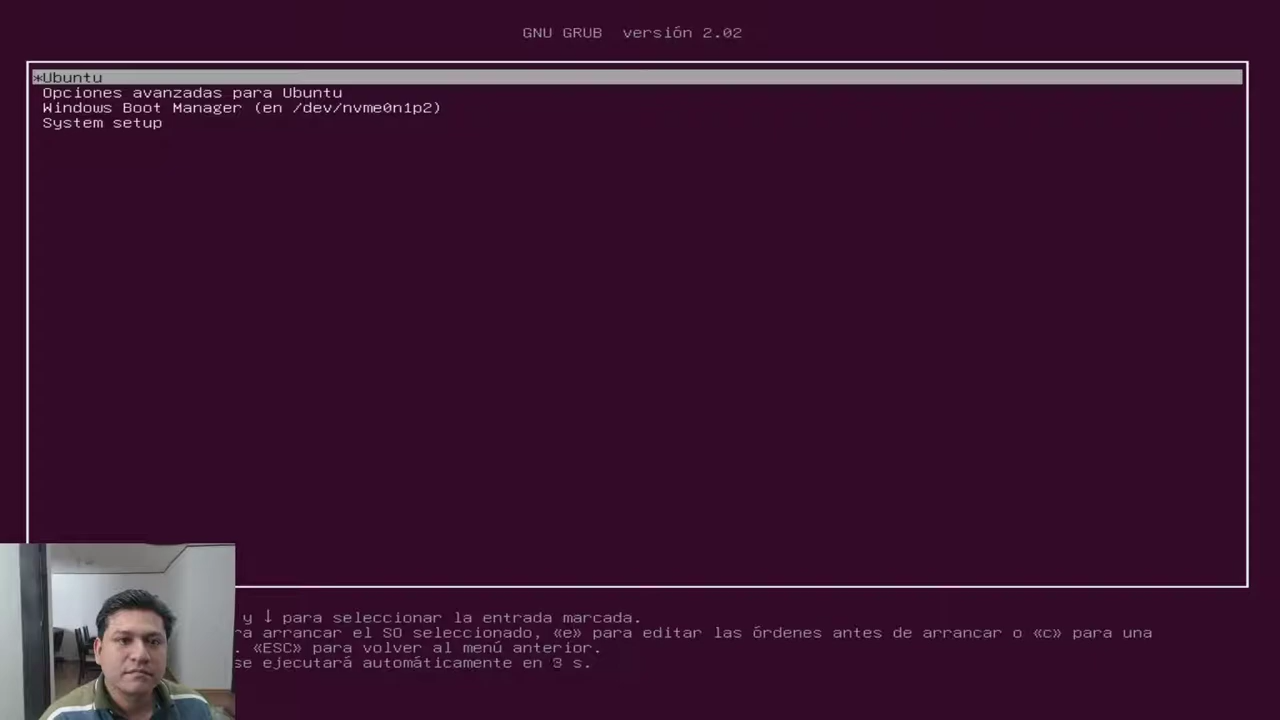 GNU GRUB versión 2.02
*Ubuntu
Opciones avanzadas para Ubuntu
Windows Boot Manager (en /dev/nvme0n1p2)
System setup
y ↓ para seleccionar la entrada marcada.
ra arrancar el SO seleccionado, «e» para editar las órdenes antes de arrancar o «c» para una
. «ESC» para volver al menú anterior.
se ejecutará automáticamente en 3 s.